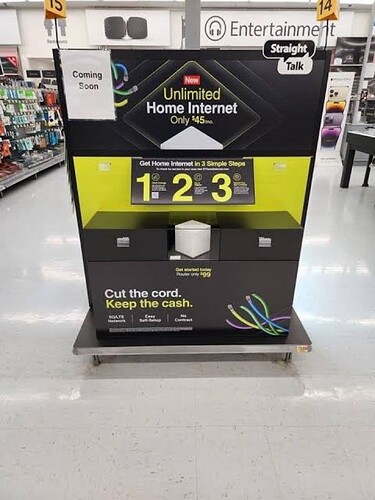 15
14
Entertainment
Straight
Talk
Coming
Soon
New
Unlimited
Home Internet
Only $45/mo.
Get Home Internet in 3 Simple Steps
1 2 3
Get started today
Router only $99
Cut the cord.
Keep the cash.
5G/LTE
Network
Easy
Self-Setup
No
Contract